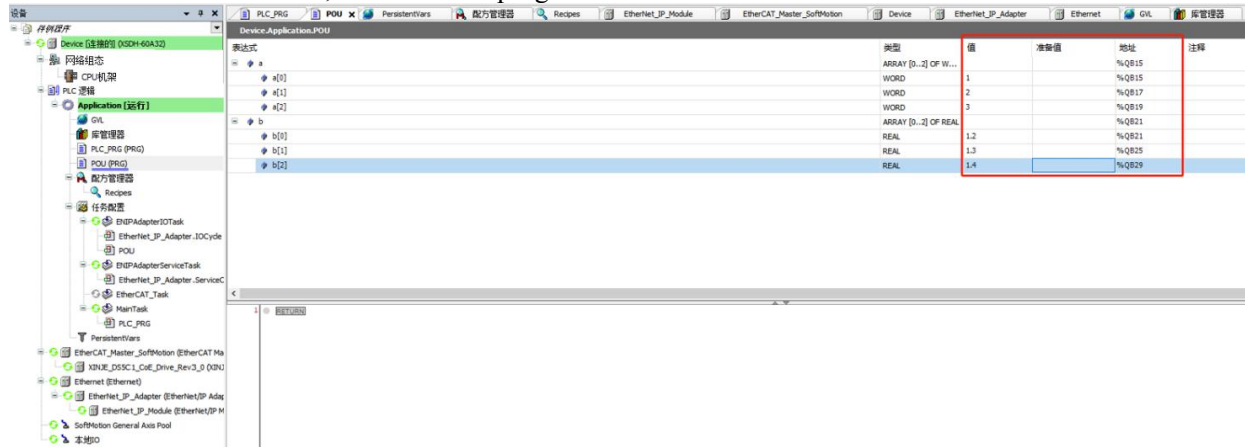 设备
存例程序
Device [连接的] (XSDH-60A32)
网络组态
CPU机架
PLC 逻辑
Application [运行]
GVL
库管理器
PLC_PRG (PRG)
POU (PRG)
配方管理器
Recipes
任务配置
ENIPAdapterIOTask
EtherNet_IP_Adapter.IOCycle
POU
ENIPAdapterServiceTask
EtherNet_IP_Adapter.ServiceC
EtherCAT_Task
MainTask
PLC_PRG
PersistentVars
EtherCAT_Master_SoftMotion (EtherCAT Ma
XINJE_DS5C1_CoE_Drive_Rev3_0 (XINJ
Ethernet (Ethernet)
EtherNet_IP_Adapter (EtherNet/IP Adap
EtherNet_IP_Module (EtherNet/IP M
SoftMotion General Axis Pool
本地IO
PLC_PRG POU PersistentVars 配方管理器 Recipes EtherNet_IP_Module EtherCAT_Master_SoftMotion Device EtherNet_IP_Adapter Ethernet GVL 库管理器
Device.Application.POU
表达式 类型 值 准备值 地址 注释
a ARRAY [0..2] OF W... %QB15
a[0] WORD 1 %QB15
a[1] WORD 2 %QB17
a[2] WORD 3 %QB19
b ARRAY [0..2] OF REAL %QB21
b[0] REAL 1.2 %QB21
b[1] REAL 1.3 %QB25
b[2] REAL 1.4 %QB29
1 RETURN